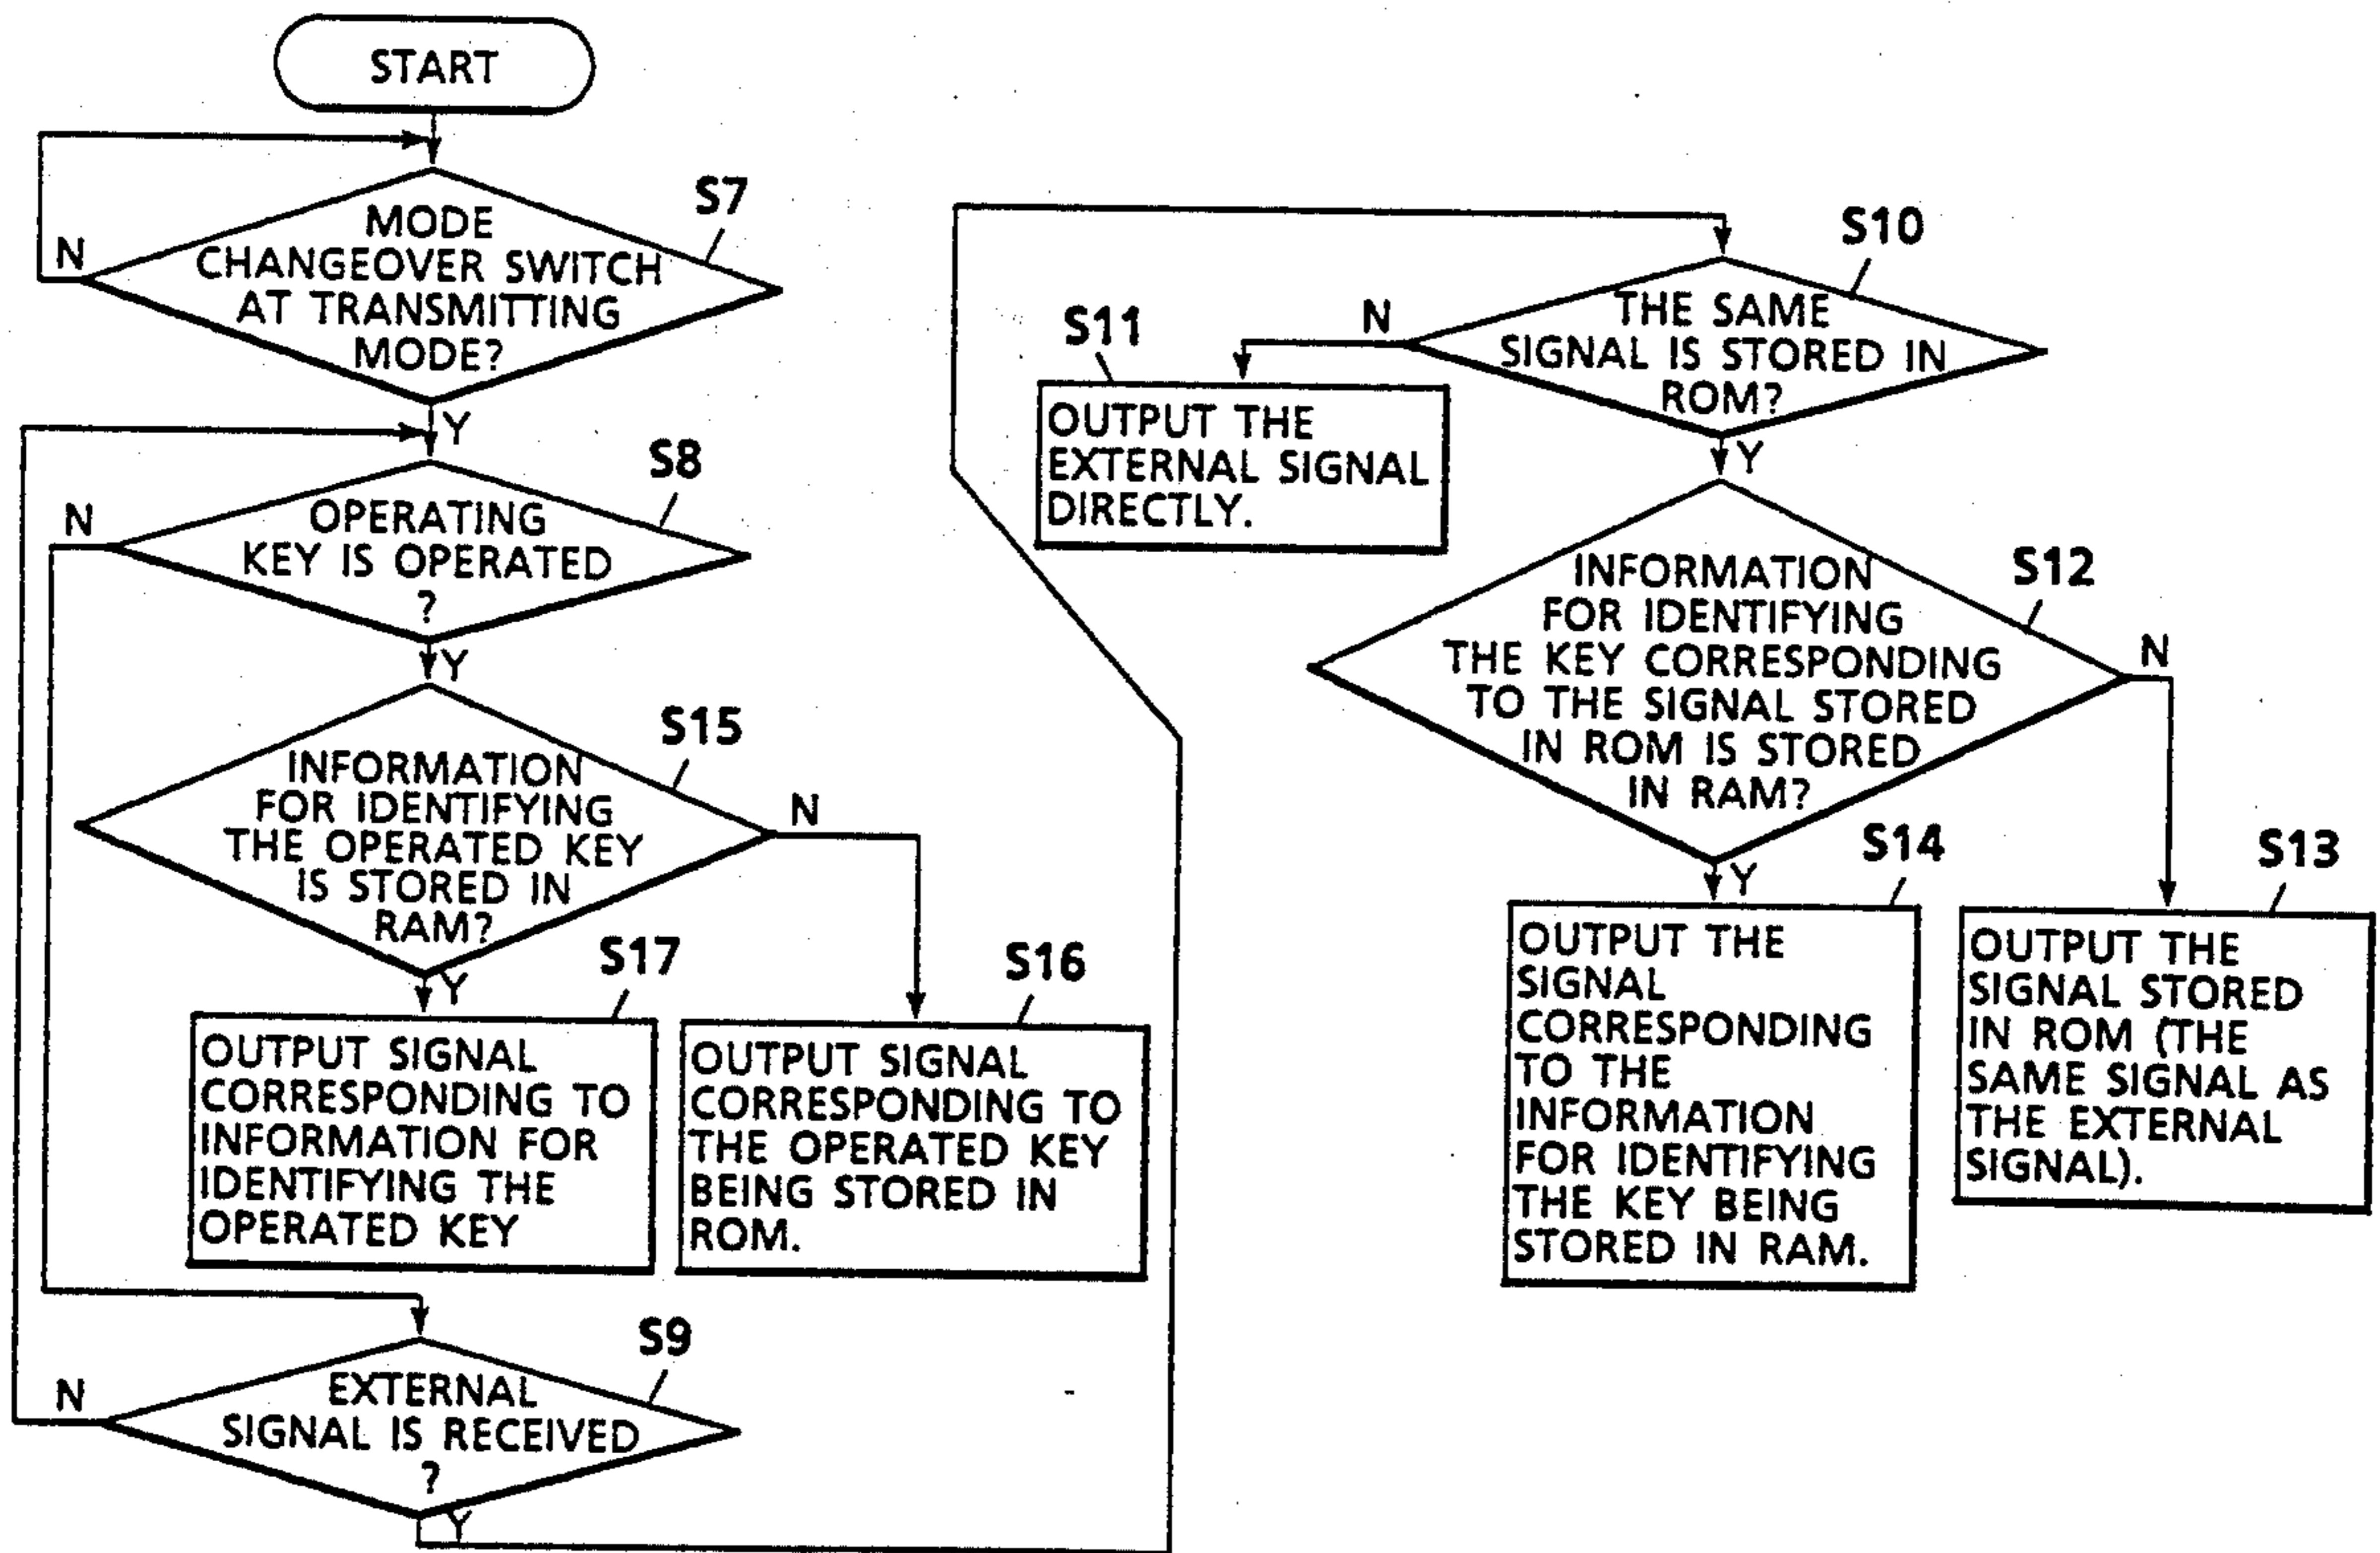 START
S7
MODE
CHANGEOVER SWITCH
AT TRANSMITTING
MODE?
N
Y
S8
OPERATING
KEY IS OPERATED
?
N
Y
S15
INFORMATION
FOR IDENTIFYING
THE OPERATED KEY
IS STORED IN
RAM?
N
Y
S17
OUTPUT SIGNAL
CORRESPONDING TO
INFORMATION FOR
IDENTIFYING THE
OPERATED KEY
S16
OUTPUT SIGNAL
CORRESPONDING TO
THE OPERATED KEY
BEING STORED IN
ROM.
S9
EXTERNAL
SIGNAL IS RECEIVED
?
N
Y
S10
THE SAME
SIGNAL IS STORED IN
ROM?
N
Y
S11
OUTPUT THE
EXTERNAL SIGNAL
DIRECTLY.
S12
INFORMATION
FOR IDENTIFYING
THE KEY CORRESPONDING
TO THE SIGNAL STORED
IN ROM IS STORED
IN RAM?
N
Y
S14
OUTPUT THE
SIGNAL
CORRESPONDING
TO THE
INFORMATION
FOR IDENTIFYING
THE KEY BEING
STORED IN RAM.
S13
OUTPUT THE
SIGNAL STORED
IN ROM (THE
SAME SIGNAL AS
THE EXTERNAL
SIGNAL).